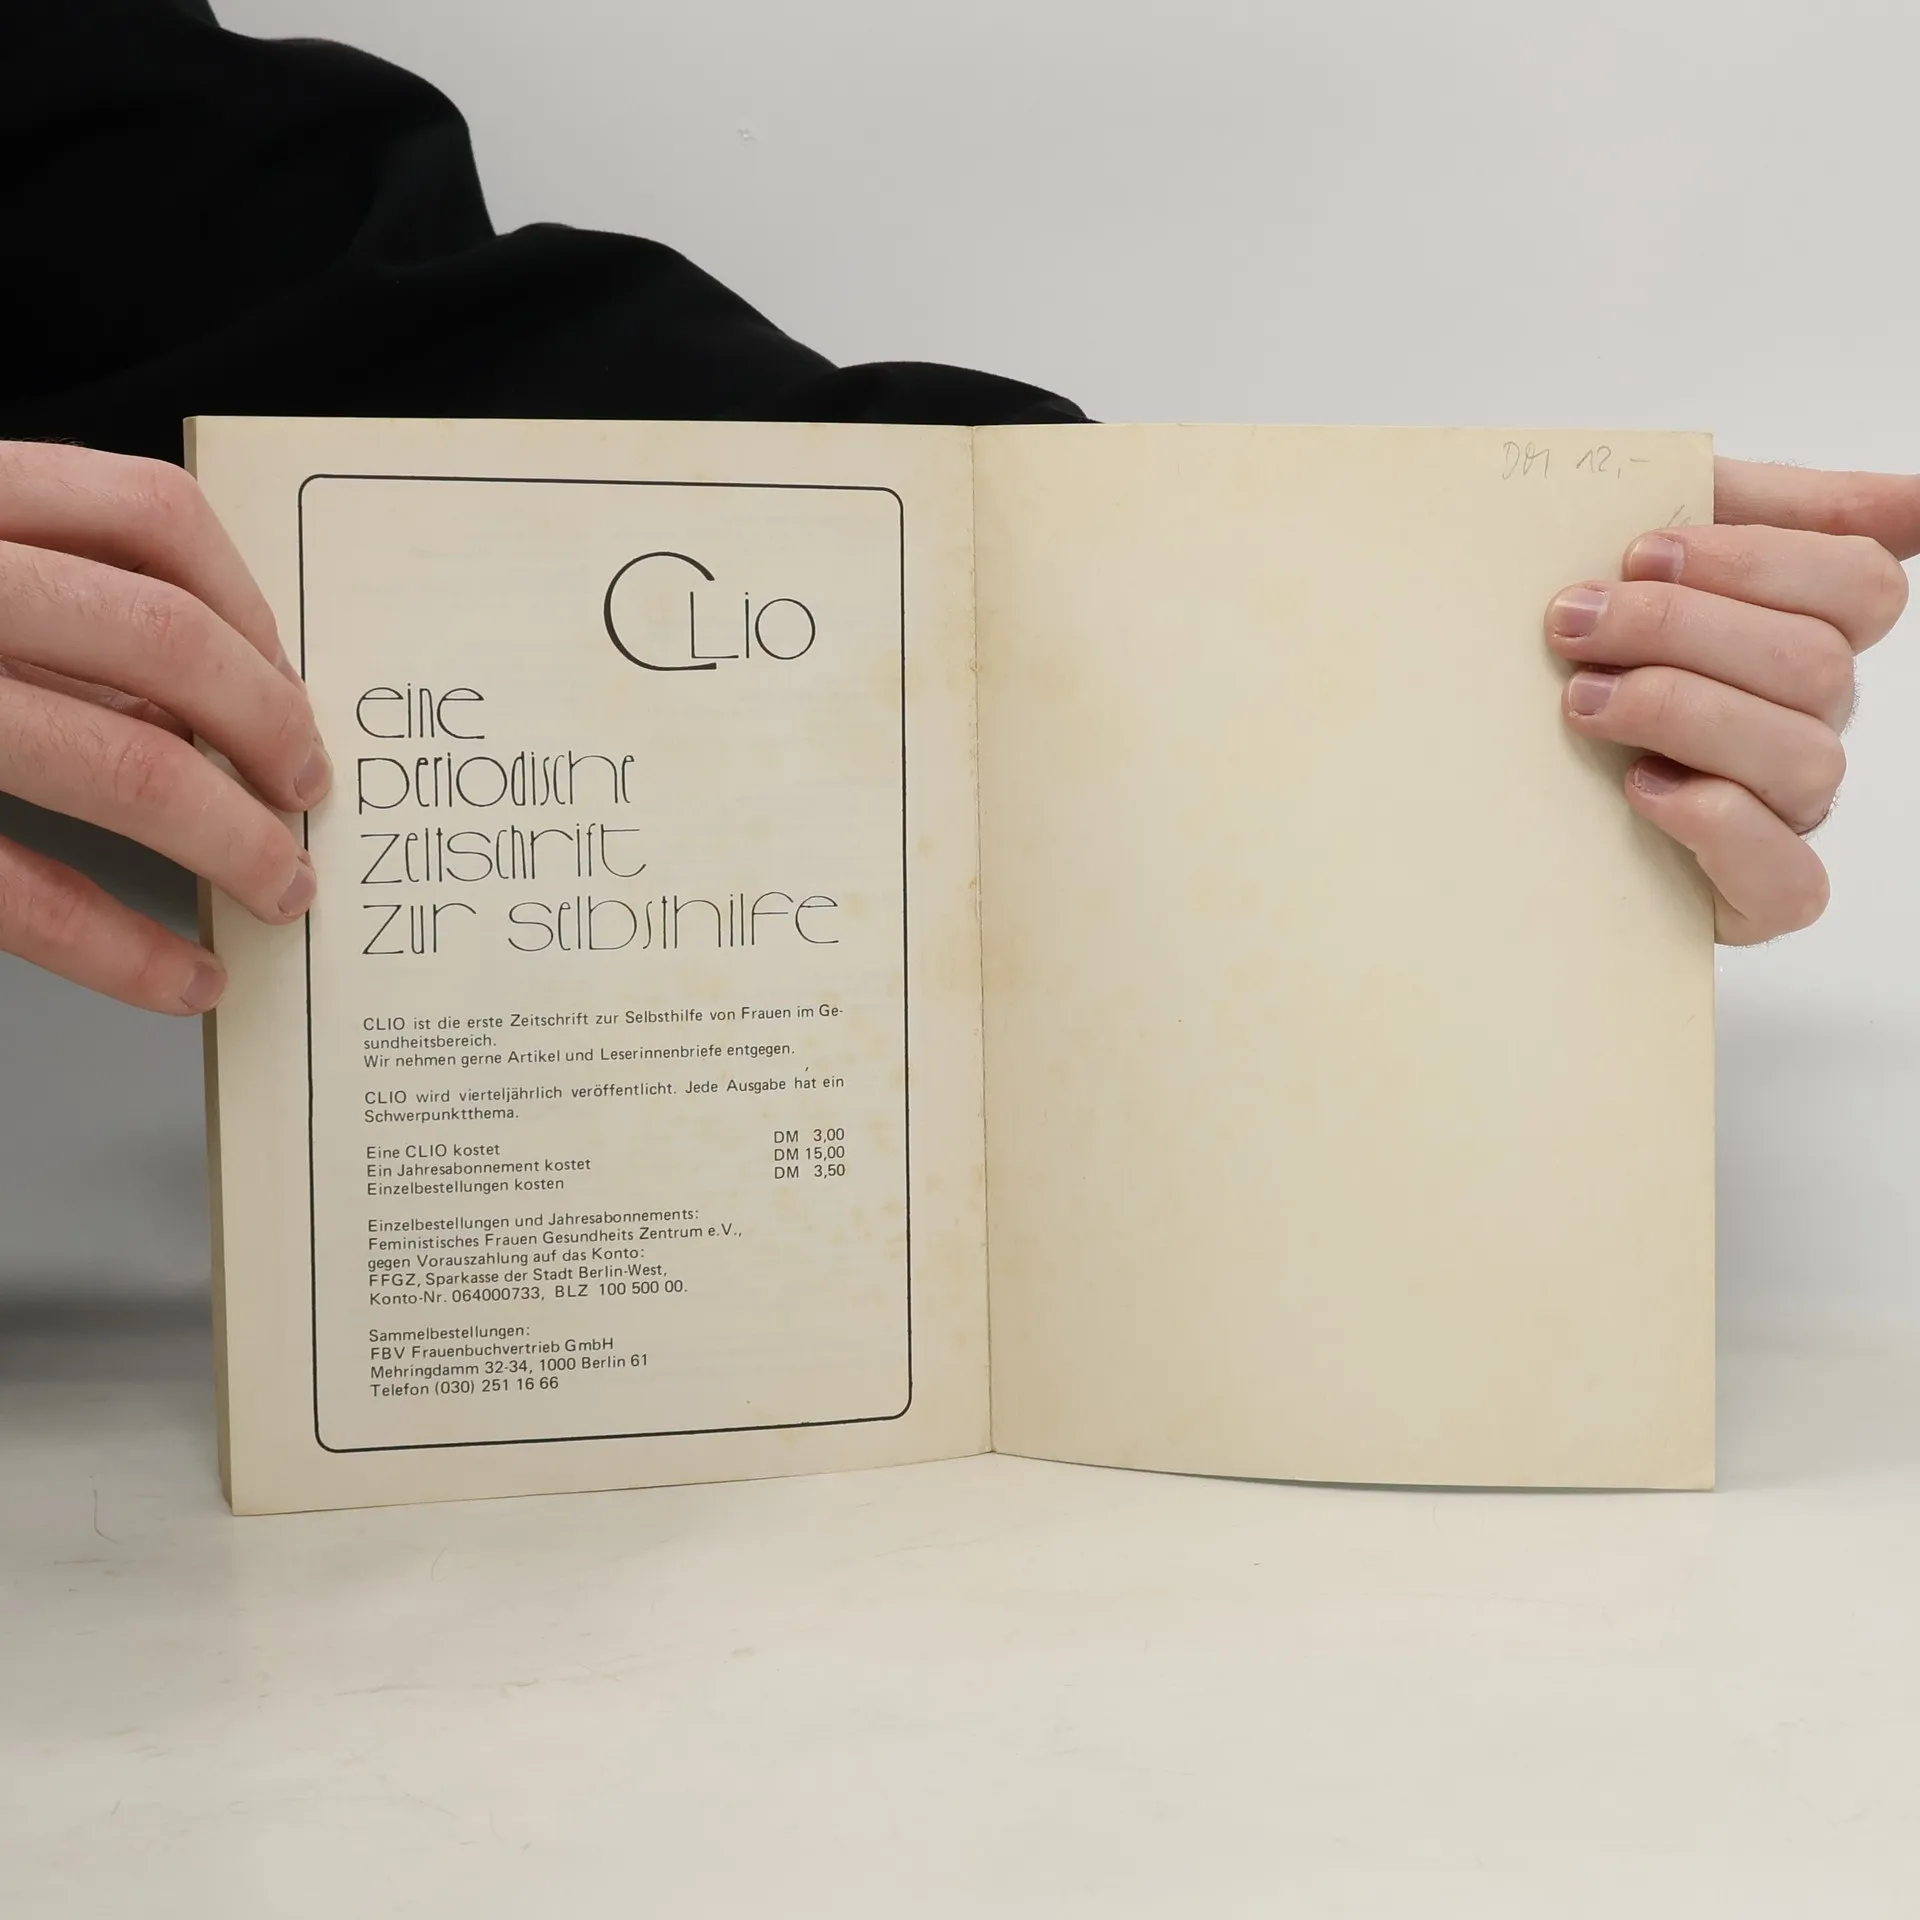 CLio
eine
periodische
zeitschrift
zur selbsthilfe
CLIO ist die erste Zeitschrift zur Selbsthilfe von Frauen im Ge-
sundheitsbereich.
Wir nehmen gerne Artikel und Leserinnenbriefe entgegen.
CLIO wird vierteljährlich veröffentlicht. Jede Ausgabe hat ein
Schwerpunktthema.
Eine CLIO kostet DM 3,00
Ein Jahresabonnement kostet DM 15,00
Einzelbestellungen kosten DM 3,50
Einzelbestellungen und Jahresabonnements:
Feministisches Frauen Gesundheits Zentrum e.V.,
gegen Vorauszahlung auf das Konto:
FFGZ, Sparkasse der Stadt Berlin-West,
Konto-Nr. 064000733, BLZ 100 500 00.
Sammelbestellungen:
FBV Frauenbuchvertrieb GmbH
Mehringdamm 32-34, 1000 Berlin 61
Telefon (030) 251 16 66
DM 12,-